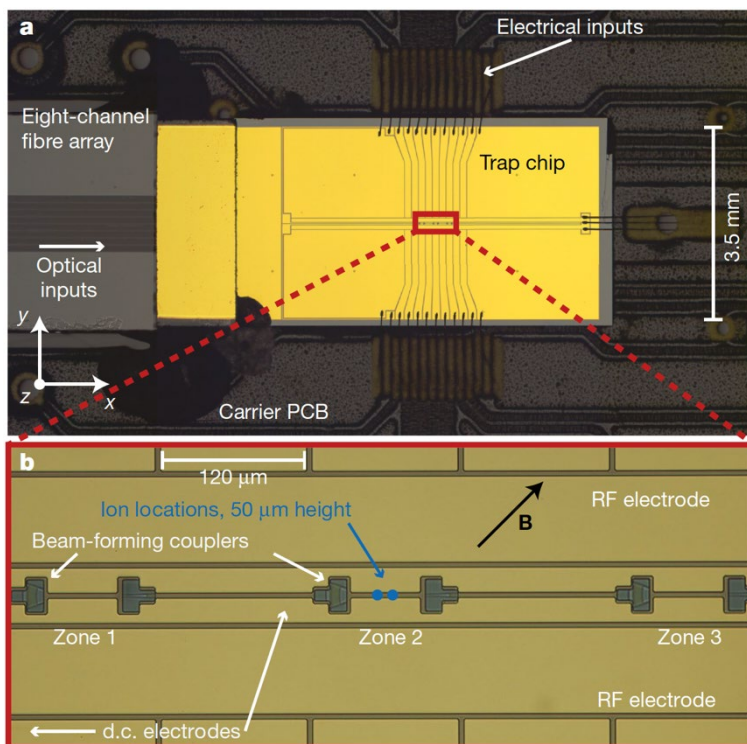 a
Electrical inputs
Eight-channel
fibre array
Trap chip
3.5 mm
Optical
inputs
y
z
x
Carrier PCB
b
120 μm
Ion locations, 50 μm height
B
RF electrode
Beam-forming couplers
Zone 1
Zone 2
Zone 3
RF electrode
d.c. electrodes